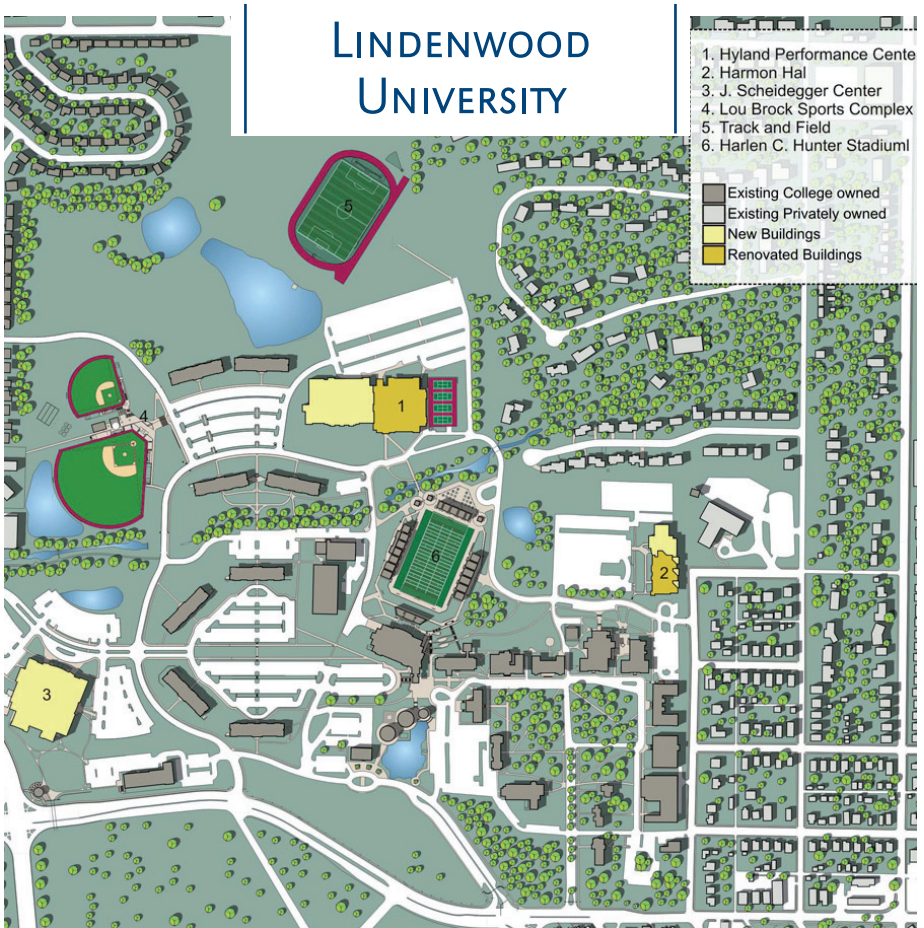 LINDENWOOD
UNIVERSITY
1. Hyland Performance Cente
2. Harmon Hal
3. J. Scheidegger Center
4. Lou Brock Sports Complex
5. Track and Field
6. Harlen C. Hunter Stadiuml
Existing College owned
Existing Privately owned
New Buildings
Renovated Buildings
5
1
4
6
2
3